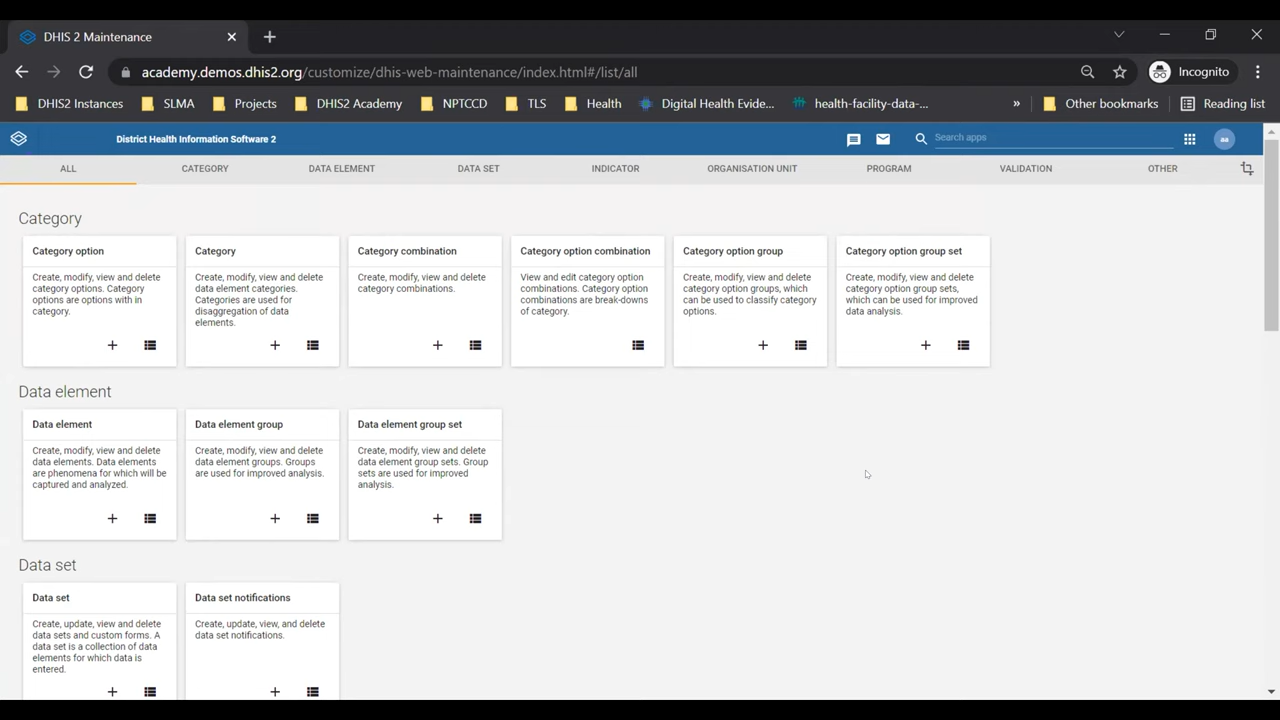 DHIS 2 Maintenance
academy.demos.dhis2.org/customize/dhis-web-maintenance/index.html#/list/all
Incognito
DHIS2 Instances SLMA Projects DHIS2 Academy NPTCCD TLS Health Digital Health Evide... health-facility-data-... » Other bookmarks Reading list
District Health Information Software 2
Search apps
aa
ALL CATEGORY DATA ELEMENT DATA SET INDICATOR ORGANISATION UNIT PROGRAM VALIDATION OTHER
Category
Category option
Create, modify, view and delete
category options. Category
options are options with in
category.
Category
Create, modify, view and delete
data element categories.
Categories are used for
disaggregation of data
elements.
Category combination
Create, modify, view and delete
category combinations.
Category option combination
View and edit category option
combinations. Category option
combinations are break-downs
of category.
Category option group
Create, modify, view and delete
category option groups, which
can be used to classify category
options.
Category option group set
Create, modify, view and delete
category option group sets,
which can be used for improved
data analysis.
Data element
Data element
Create, modify, view and delete
data elements. Data elements
are phenomena for which will be
captured and analyzed.
Data element group
Create, modify, view and delete
data element groups. Groups
are used for improved analysis.
Data element group set
Create, modify, view and delete
data element group sets. Group
sets are used for improved
analysis.
Data set
Data set
Create, update, view and delete
data sets and custom forms. A
data set is a collection of data
elements for which data is
entered.
Data set notifications
Create, update, view, and delete
data set notifications.